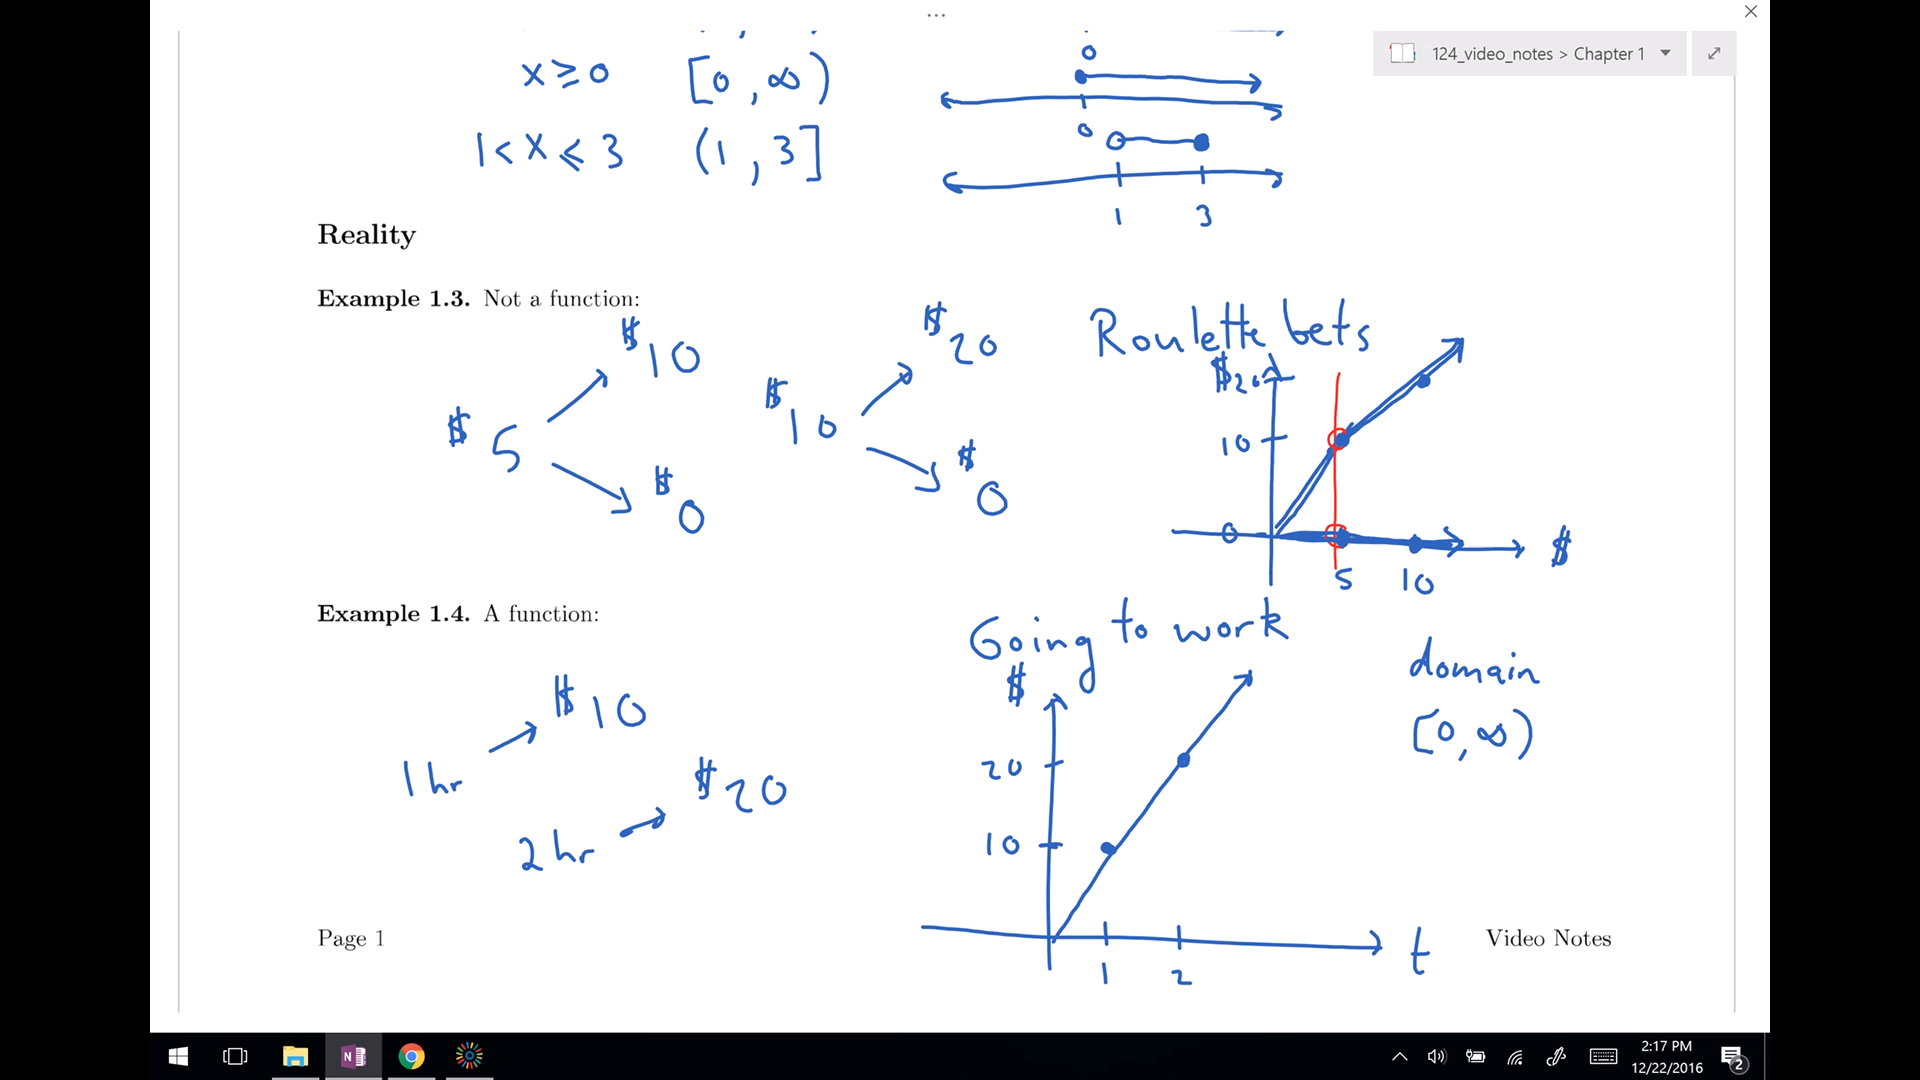 ...
124_video_notes > Chapter 1
x ≥ 0 [0, ∞)
0
0
1 < x ≤ 3 (1, 3]
1 3
Reality
Example 1.3. Not a function:
$5 $10
$0
$10 $20
$0
Roulette bets
$20
10
0
5 10
$
Example 1.4. A function:
1 hr $10
2 hr $20
Going to work
$
20
10
1 2
t
domain
[0, ∞)
Page 1
Video Notes
2:17 PM
12/22/2016
2